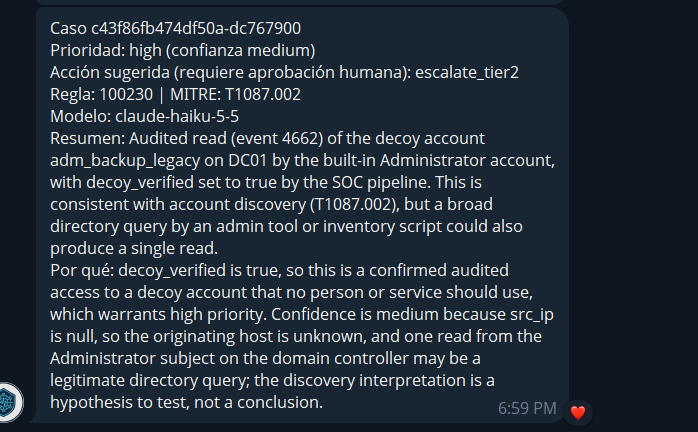 Caso c43f86fb474df50a-dc767900
Prioridad: high (confianza medium)
Acción sugerida (requiere aprobación humana): escalate_tier2
Regla: 100230 | MITRE: T1087.002
Modelo: claude-haiku-5-5
Resumen: Audited read (event 4662) of the decoy account
adm_backup_legacy on DC01 by the built-in Administrator account,
with decoy_verified set to true by the SOC pipeline. This is
consistent with account discovery (T1087.002), but a broad
directory query by an admin tool or inventory script could also
produce a single read.
Por qué: decoy_verified is true, so this is a confirmed audited
access to a decoy account that no person or service should use,
which warrants high priority. Confidence is medium because src_ip
is null, so the originating host is unknown, and one read from the
Administrator subject on the domain controller may be a
legitimate directory query; the discovery interpretation is a
hypothesis to test, not a conclusion.
6:59 PM